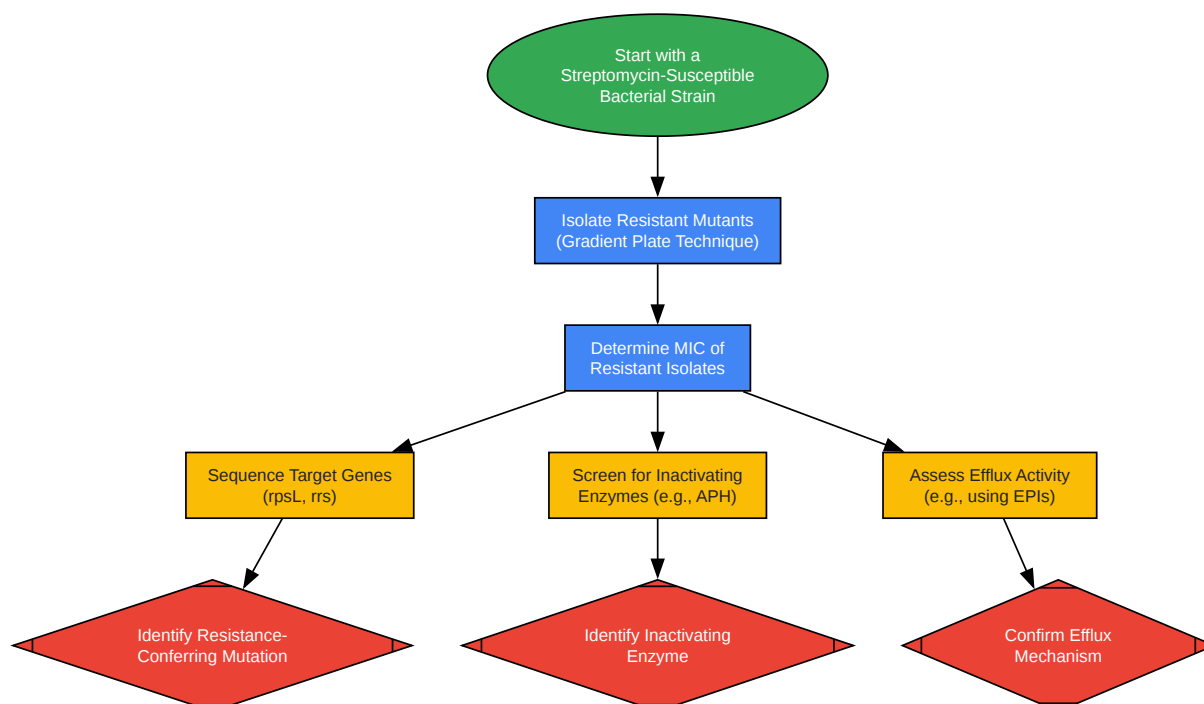 Start with a
Streptomycin-Susceptible
Bacterial Strain
Isolate Resistant Mutants
(Gradient Plate Technique)
Determine MIC of
Resistant Isolates
Sequence Target Genes
(rpsL, rrs)
Screen for Inactivating
Enzymes (e.g., APH)
Assess Efflux Activity
(e.g., using EPIs)
Identify Resistance-
Conferring Mutation
Identify Inactivating
Enzyme
Confirm Efflux
Mechanism